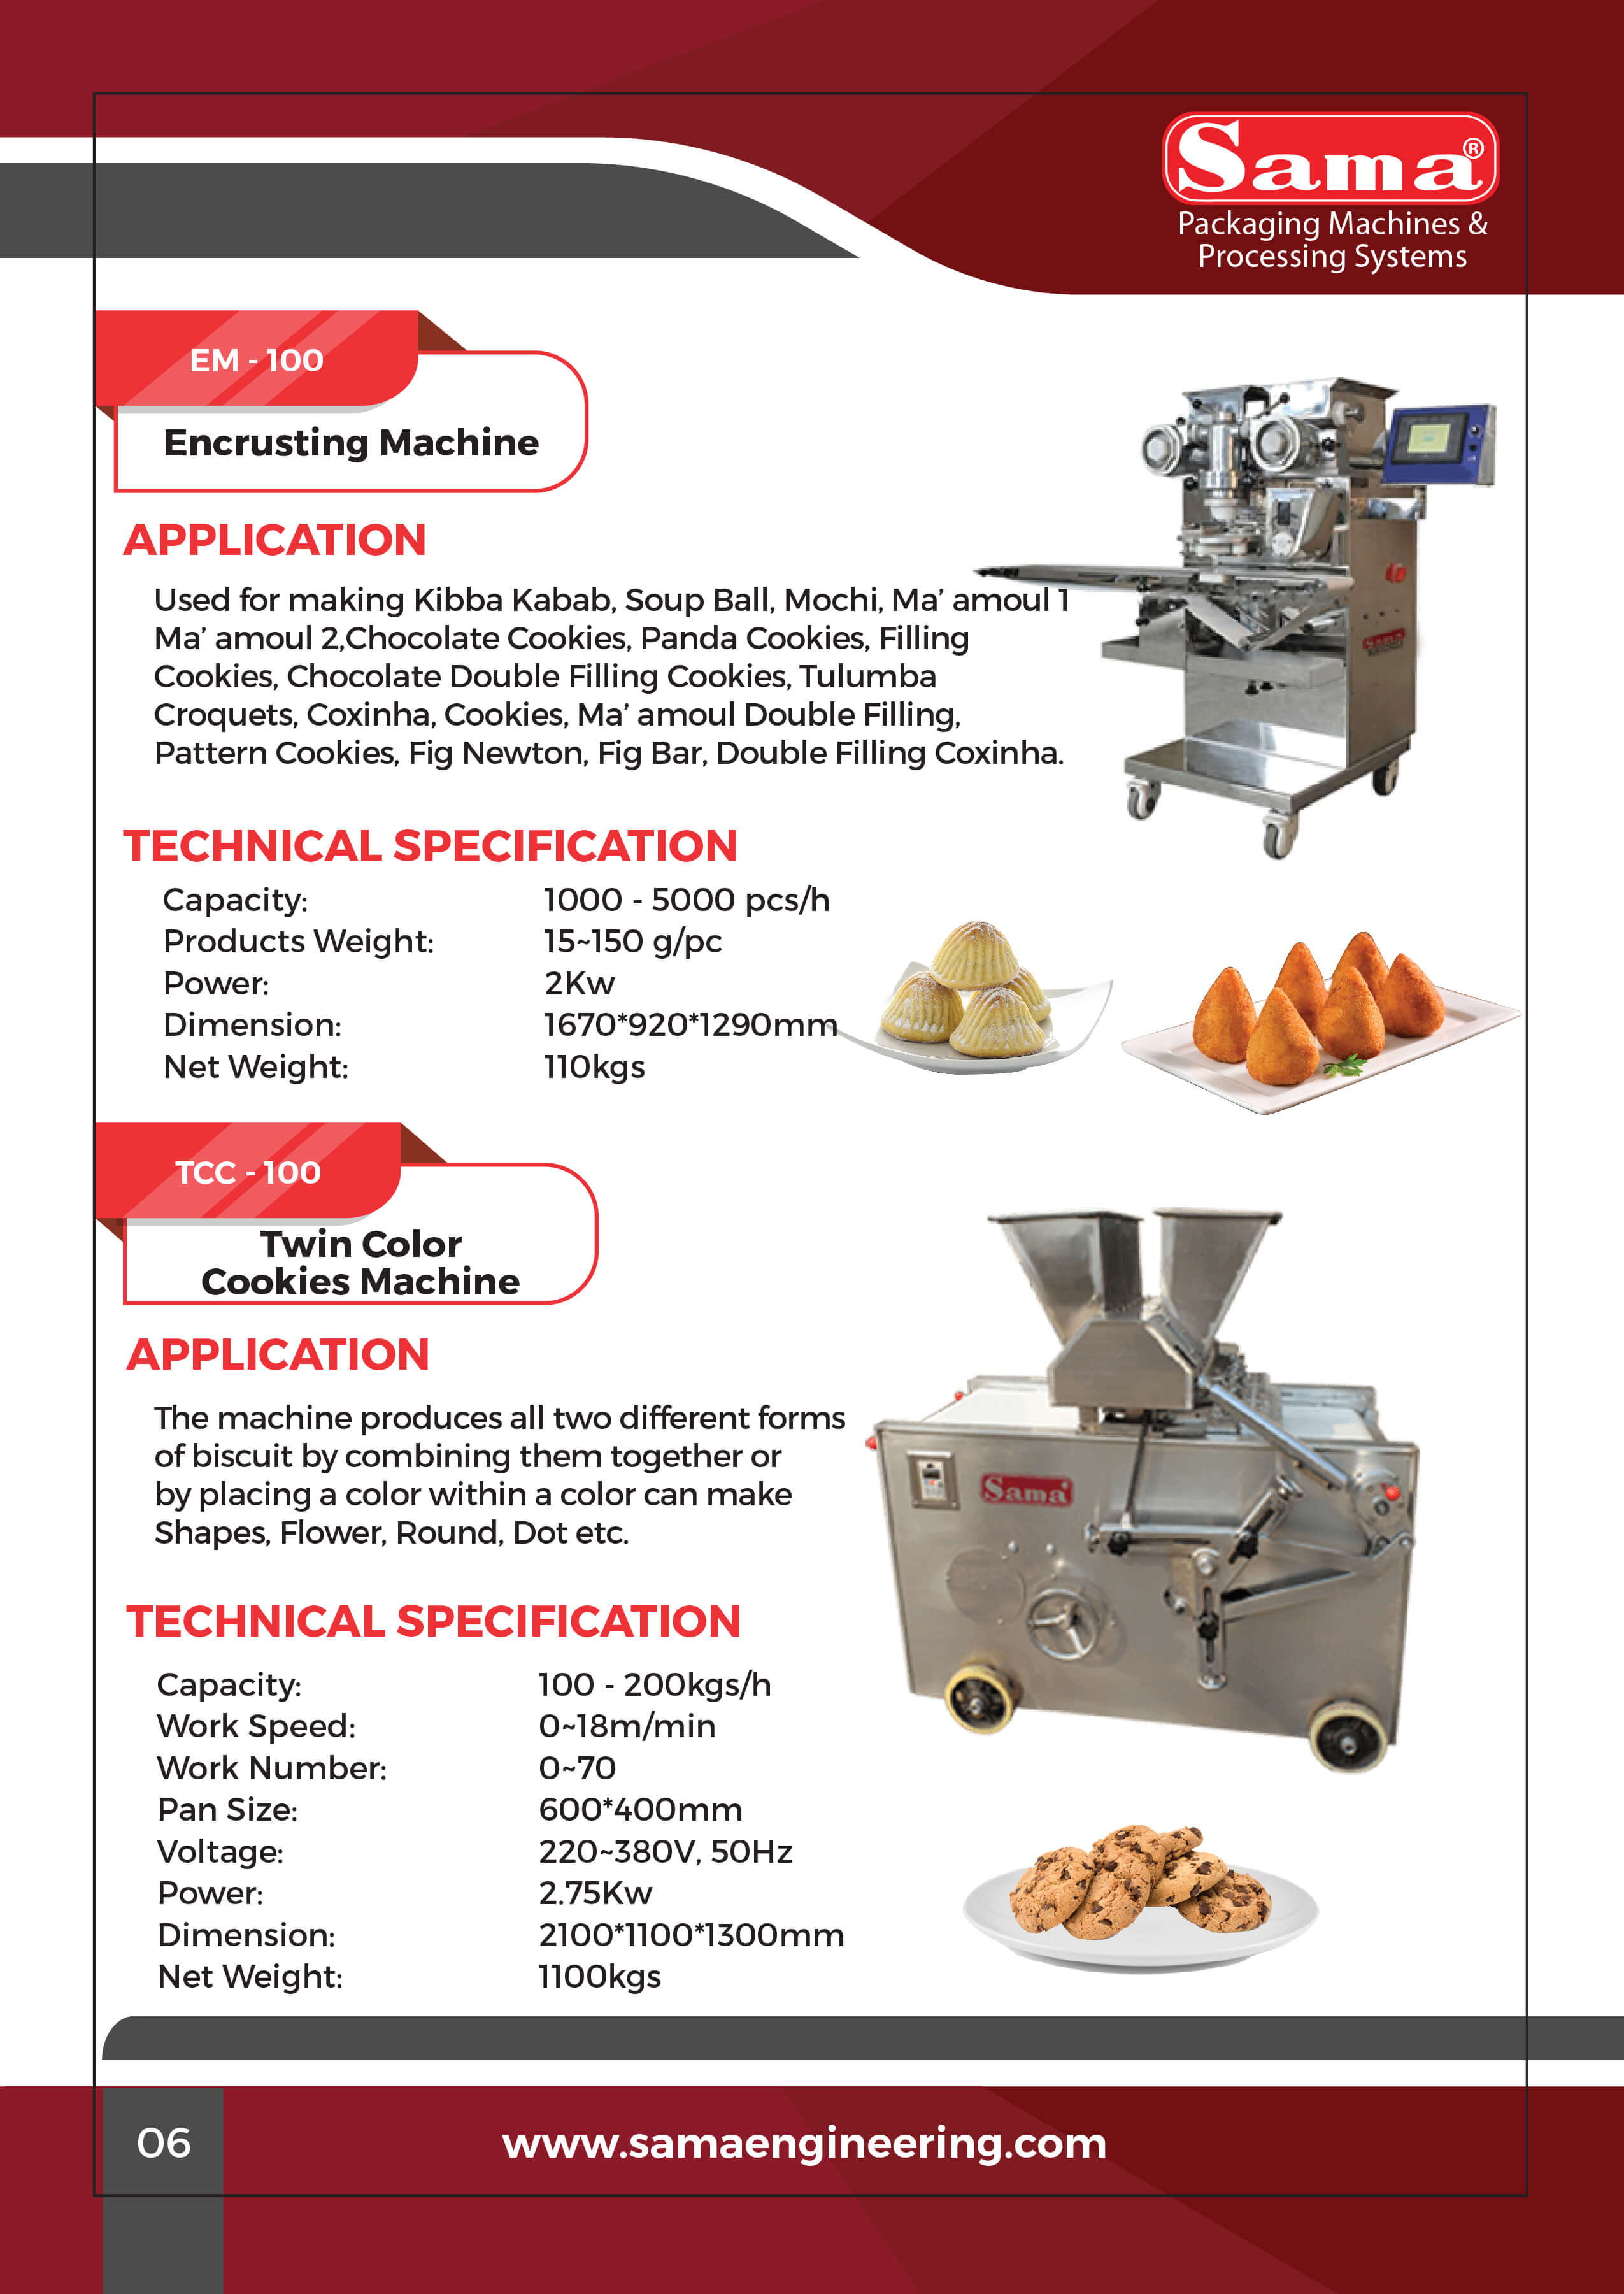 Sama®
Packaging Machines &
Processing Systems
EM - 100
Encrusting Machine
APPLICATION
Used for making Kibba Kabab, Soup Ball, Mochi, Ma’ amoul 1
Ma’ amoul 2,Chocolate Cookies, Panda Cookies, Filling
Cookies, Chocolate Double Filling Cookies, Tulumba
Croquets, Coxinha, Cookies, Ma’ amoul Double Filling,
Pattern Cookies, Fig Newton, Fig Bar, Double Filling Coxinha.
TECHNICAL SPECIFICATION
Capacity: 1000 - 5000 pcs/h
Products Weight: 15~150 g/pc
Power: 2Kw
Dimension: 1670*920*1290mm
Net Weight: 110kgs
TCC - 100
Twin Color
Cookies Machine
APPLICATION
The machine produces all two different forms
of biscuit by combining them together or
by placing a color within a color can make
Shapes, Flower, Round, Dot etc.
Sama
TECHNICAL SPECIFICATION
Capacity: 100 - 200kgs/h
Work Speed: 0~18m/min
Work Number: 0~70
Pan Size: 600*400mm
Voltage: 220~380V, 50Hz
Power: 2.75Kw
Dimension: 2100*1100*1300mm
Net Weight: 1100kgs
06
www.samaengineering.com